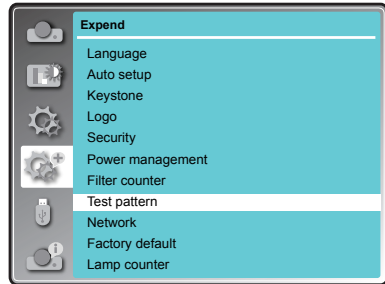 Expend
Language
Auto setup
Keystone
Logo
Security
Power management
Filter counter
Test pattern
Network
Factory default
Lamp counter